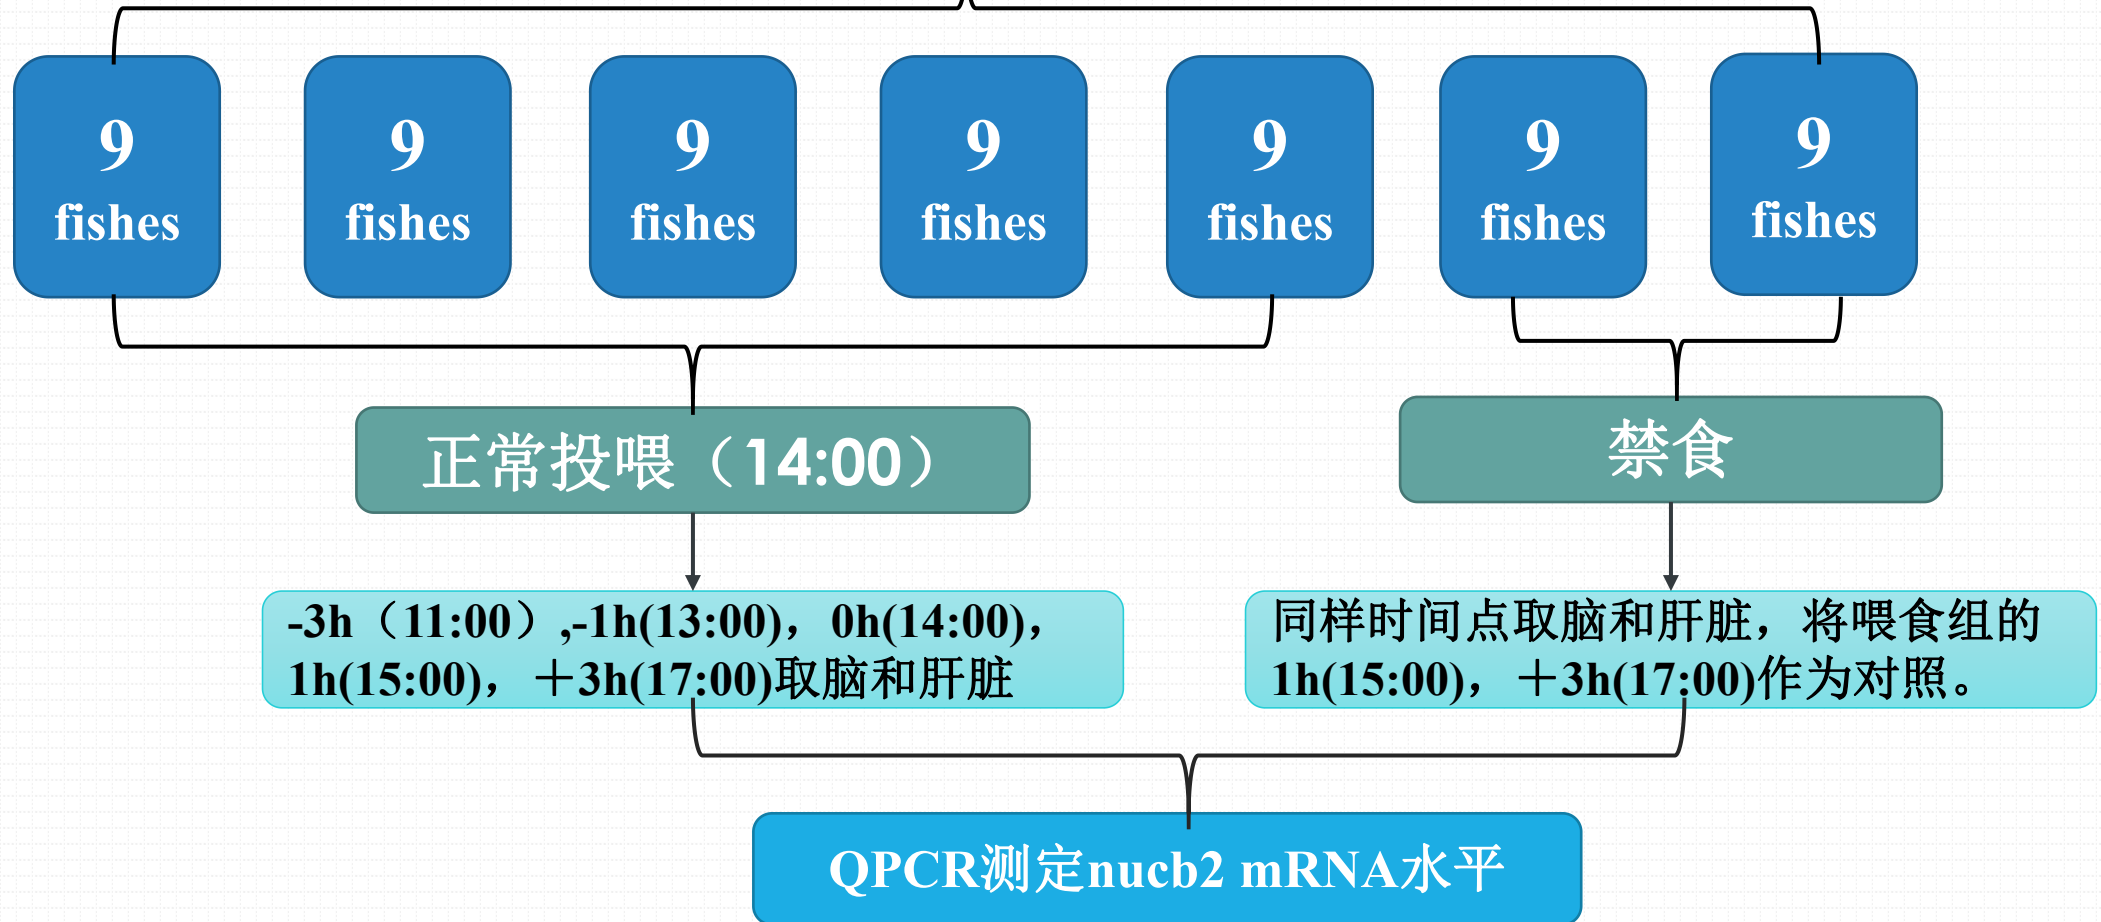 9
fishes
9
fishes
9
fishes
9
fishes
9
fishes
9
fishes
9
fishes
正常投喂（14:00）
禁食
-3h（11:00）,-1h(13:00)，0h(14:00)，
1h(15:00)，＋3h(17:00)取脑和肝脏
同样时间点取脑和肝脏，将喂食组的
1h(15:00)，＋3h(17:00)作为对照。
QPCR测定nucb2 mRNA水平